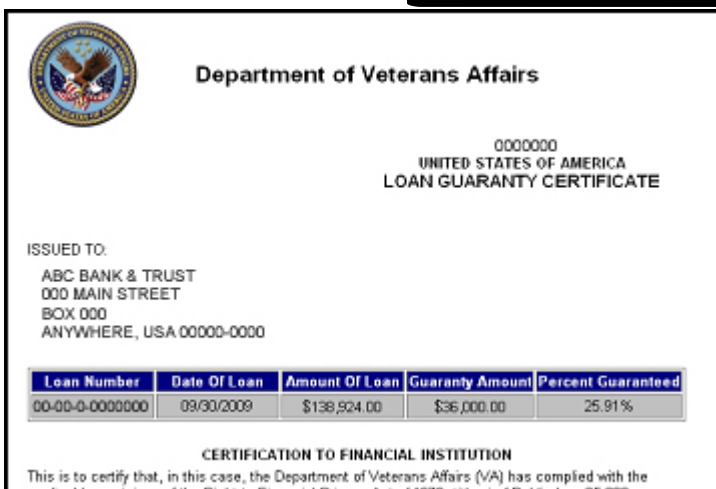 Department of Veterans Affairs
0000000
UNITED STATES OF AMERICA
LOAN GUARANTY CERTIFICATE
ISSUED TO:
ABC BANK & TRUST
000 MAIN STREET
BOX 000
ANYWHERE, USA 00000-0000
Loan Number Date Of Loan Amount Of Loan Guaranty Amount Percent Guaranteed
00-00-0-0000000 09/30/2009 $138,924.00 $36,000.00 25.91%
CERTIFICATION TO FINANCIAL INSTITUTION
This is to certify that, in this case, the Department of Veterans Affairs (VA) has complied with the